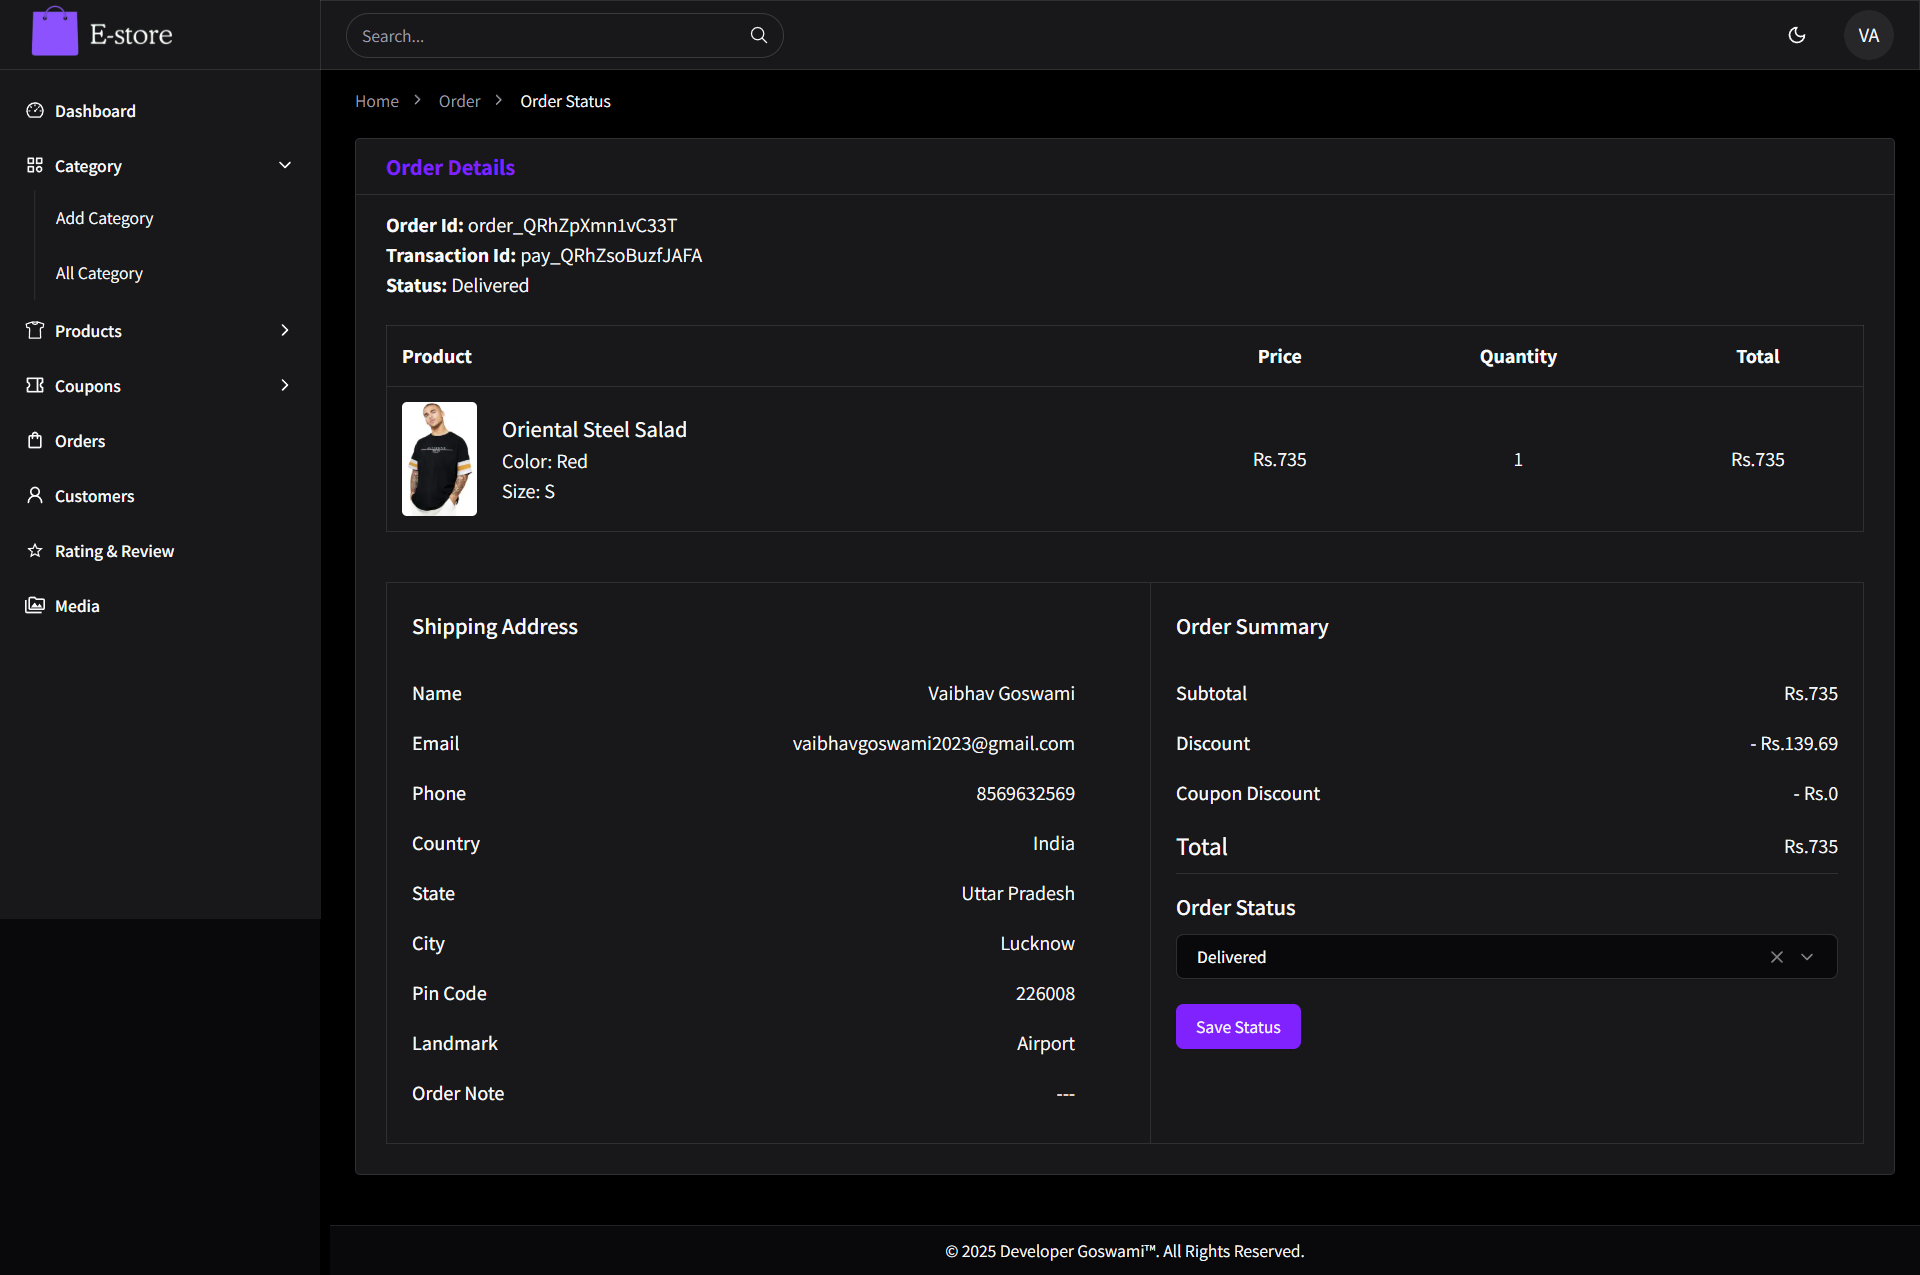 E-store
Search...
VA
Dashboard
Category
Add Category
All Category
Products
Coupons
Orders
Customers
Rating & Review
Media
Home > Order > Order Status
Order Details
Order Id: order_QRhZpXmn1vC33T
Transaction Id: pay_QRhZsoBuzfJAFA
Status: Delivered
Product Price Quantity Total
Oriental Steel Salad
Color: Red
Size: S
Rs.735 1 Rs.735
Shipping Address
Name Vaibhav Goswami
Email vaibhavgoswami2023@gmail.com
Phone 8569632569
Country India
State Uttar Pradesh
City Lucknow
Pin Code 226008
Landmark Airport
Order Note ---
Order Summary
Subtotal Rs.735
Discount - Rs.139.69
Coupon Discount - Rs.0
Total Rs.735
Order Status
Delivered
Save Status
© 2025 Developer Goswami™. All Rights Reserved.